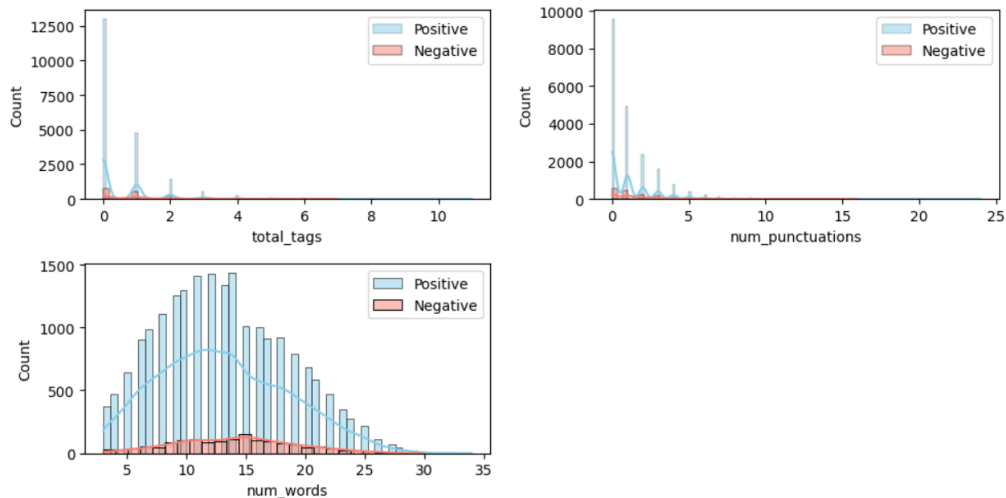 Count
12500
10000
7500
5000
2500
0
Positive
Negative
0 2 4 6 8 10
total_tags
Count
10000
8000
6000
4000
2000
0
Positive
Negative
0 5 10 15 20 25
num_punctuations
Count
1500
1000
500
0
Positive
Negative
5 10 15 20 25 30 35
num_words